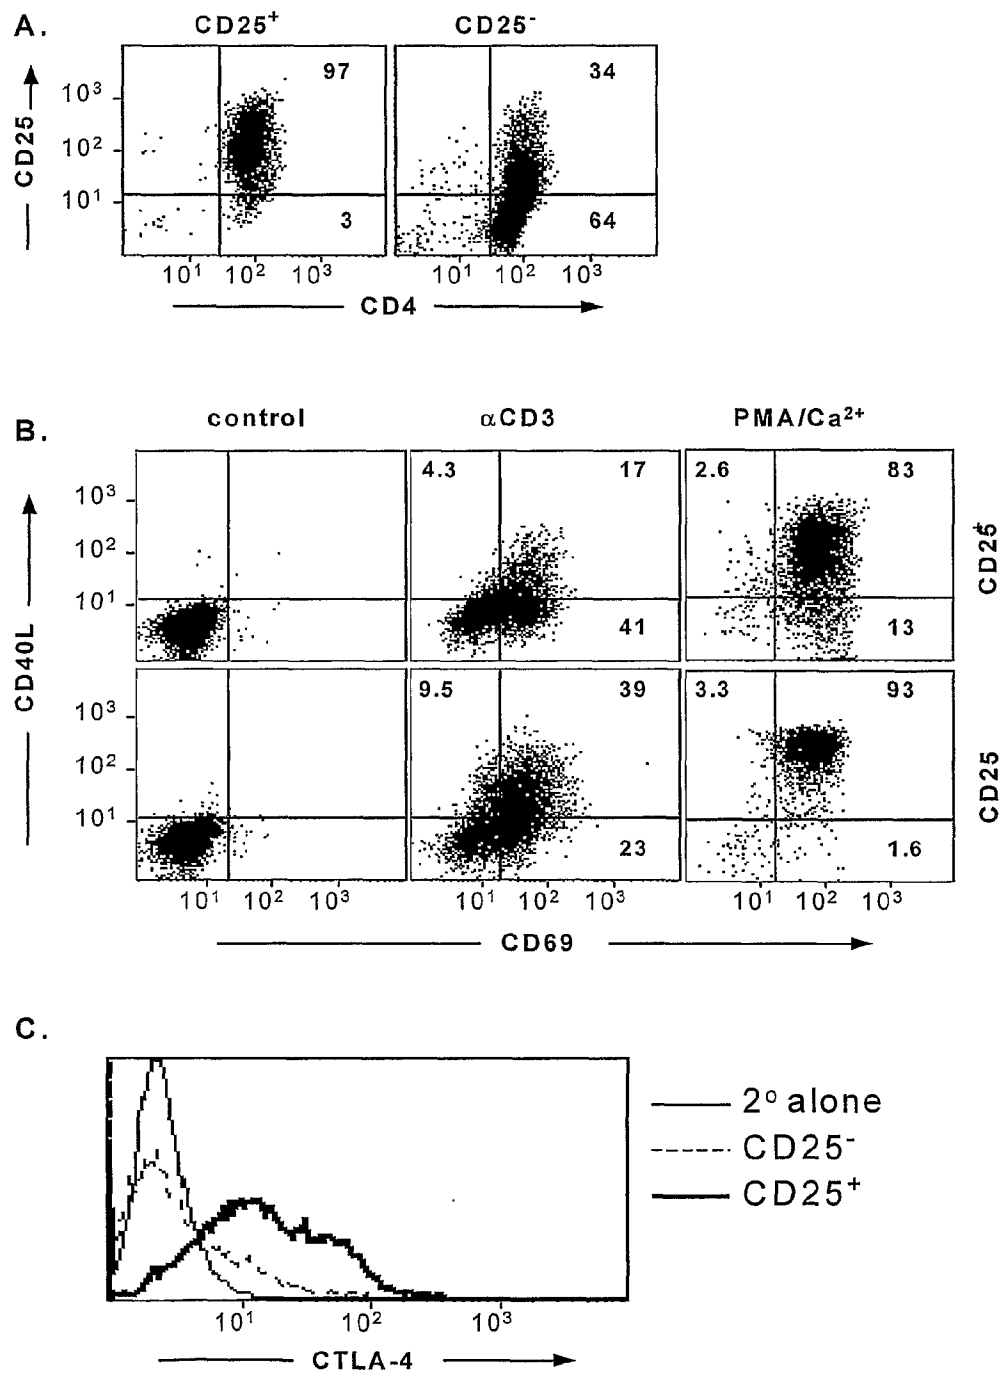 A.
CD25⁺ CD25⁻
CD25
10³
10²
10¹
97
3
34
64
10¹ 10² 10³ 10¹ 10² 10³
CD4
B.
control αCD3 PMA/Ca²⁺
CD40L
10³
10²
10¹
4.3 17
41
2.6 83
13
CD25⁺
10³
10²
10¹
9.5 39
23
3.3 93
1.6
CD25
10¹ 10² 10³ 10¹ 10² 10³ 10¹ 10² 10³
CD69
C.
2° alone
CD25⁻
CD25⁺
10¹ 10² 10³
CTLA-4